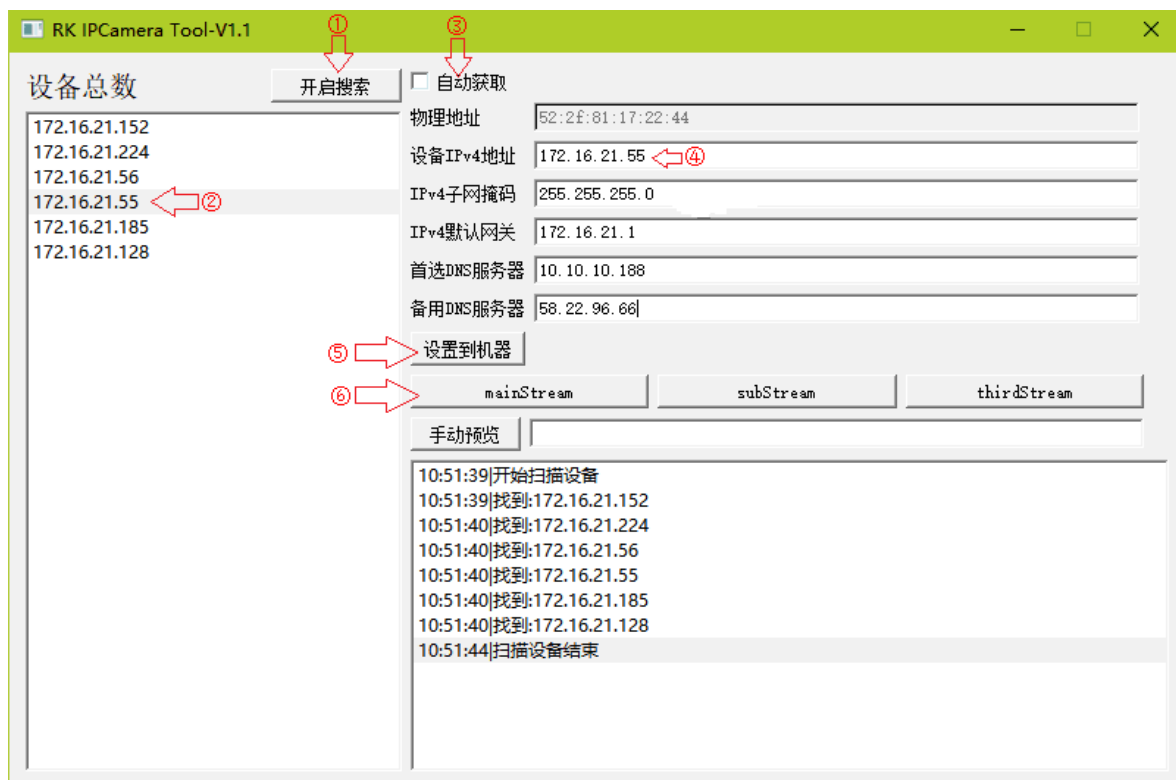 RK IPCamera Tool-V1.1
① ③
设备总数 开启搜索
172.16.21.152
172.16.21.224
172.16.21.56
172.16.21.55 ②
172.16.21.185
172.16.21.128
自动获取
物理地址 52:2f:81:17:22:44
设备IPv4地址 172.16.21.55 ④
IPv4子网掩码 255.255.255.0
IPv4默认网关 172.16.21.1
首选DNS服务器 10.10.10.188
备用DNS服务器 58.22.96.66
⑤ 设置到机器
⑥ mainStream subStream thirdStream
手动预览
10:51:39|开始扫描设备
10:51:39|找到:172.16.21.152
10:51:40|找到:172.16.21.224
10:51:40|找到:172.16.21.56
10:51:40|找到:172.16.21.55
10:51:40|找到:172.16.21.185
10:51:40|找到:172.16.21.128
10:51:44|扫描设备结束